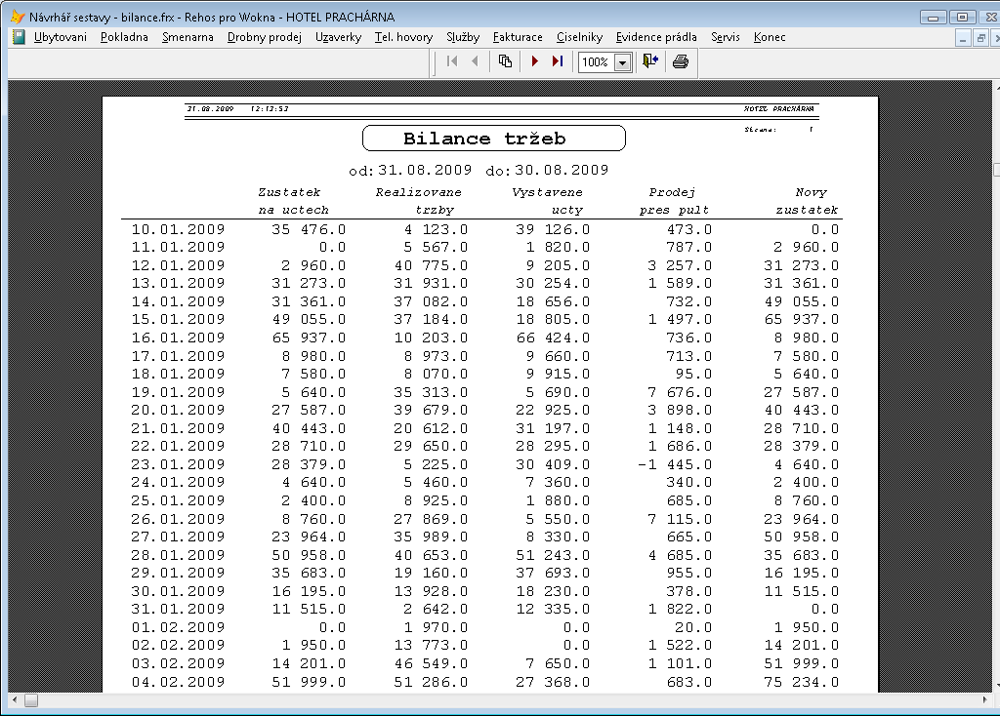 Návrhář sestavy - bilance.frx - Rehos pro Wokna - HOTEL PRACHÁRNA
Ubytovani Pokladna Smenarna Drobny prodej Uzaverky Tel. hovory Služby Fakturace Ciselniky Evidence prádla Servis Konec
100%
31.08.2009 12:13:53 HOTEL PRACHÁRNA
Strana: 1
Bilance tržeb
od:31.08.2009 do:30.08.2009
Zustatek Realizovane Vystavene Prodej Novy
na uctech trzby ucty pres pult zustatek
10.01.2009 35 476.0 4 123.0 39 126.0 473.0 0.0
11.01.2009 0.0 5 567.0 1 820.0 787.0 2 960.0
12.01.2009 2 960.0 40 775.0 9 205.0 3 257.0 31 273.0
13.01.2009 31 273.0 31 931.0 30 254.0 1 589.0 31 361.0
14.01.2009 31 361.0 37 082.0 18 656.0 732.0 49 055.0
15.01.2009 49 055.0 37 184.0 18 805.0 1 497.0 65 937.0
16.01.2009 65 937.0 10 203.0 66 424.0 736.0 8 980.0
17.01.2009 8 980.0 8 973.0 9 660.0 713.0 7 580.0
18.01.2009 7 580.0 8 070.0 9 915.0 95.0 5 640.0
19.01.2009 5 640.0 35 313.0 5 690.0 7 676.0 27 587.0
20.01.2009 27 587.0 39 679.0 22 925.0 3 898.0 40 443.0
21.01.2009 40 443.0 20 612.0 31 197.0 1 148.0 28 710.0
22.01.2009 28 710.0 29 650.0 28 295.0 1 686.0 28 379.0
23.01.2009 28 379.0 5 225.0 30 409.0 -1 445.0 4 640.0
24.01.2009 4 640.0 5 460.0 7 360.0 340.0 2 400.0
25.01.2009 2 400.0 8 925.0 1 880.0 685.0 8 760.0
26.01.2009 8 760.0 27 869.0 5 550.0 7 115.0 23 964.0
27.01.2009 23 964.0 35 989.0 8 330.0 665.0 50 958.0
28.01.2009 50 958.0 40 653.0 51 243.0 4 685.0 35 683.0
29.01.2009 35 683.0 19 160.0 37 693.0 955.0 16 195.0
30.01.2009 16 195.0 13 928.0 18 230.0 378.0 11 515.0
31.01.2009 11 515.0 2 642.0 12 335.0 1 822.0 0.0
01.02.2009 0.0 1 970.0 0.0 20.0 1 950.0
02.02.2009 1 950.0 13 773.0 0.0 1 522.0 14 201.0
03.02.2009 14 201.0 46 549.0 7 650.0 1 101.0 51 999.0
04.02.2009 51 999.0 51 286.0 27 368.0 683.0 75 234.0